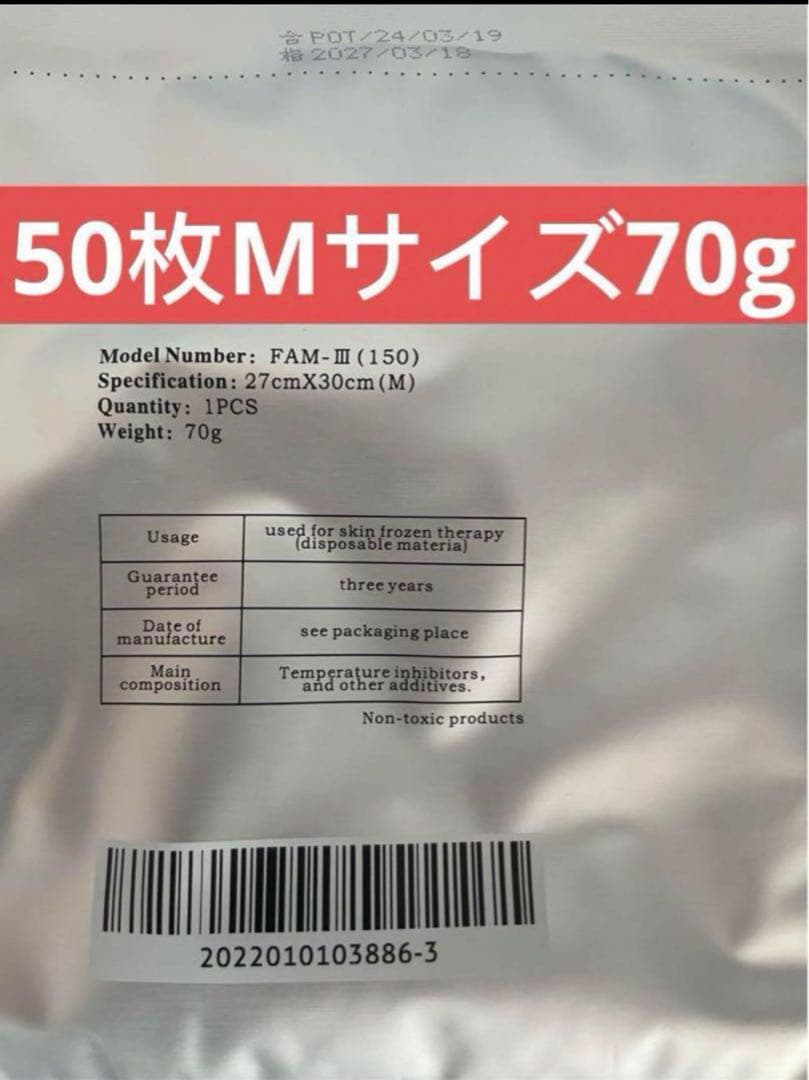 合 POT/24/03/19
格 2027/03/18
50枚Mサイズ70g
Model Number: FAM-Ⅲ(150)
Specification: 27cmX30cm(M)
Quantity: 1PCS
Weight: 70g
Usage
used for skin frozen therapy
(disposable materia)
Guarantee
period
three years
Date of
manufacture
see packaging place
Main
composition
Temperature inhibitors,
and other additives.
Non-toxic products
2022010103886-3